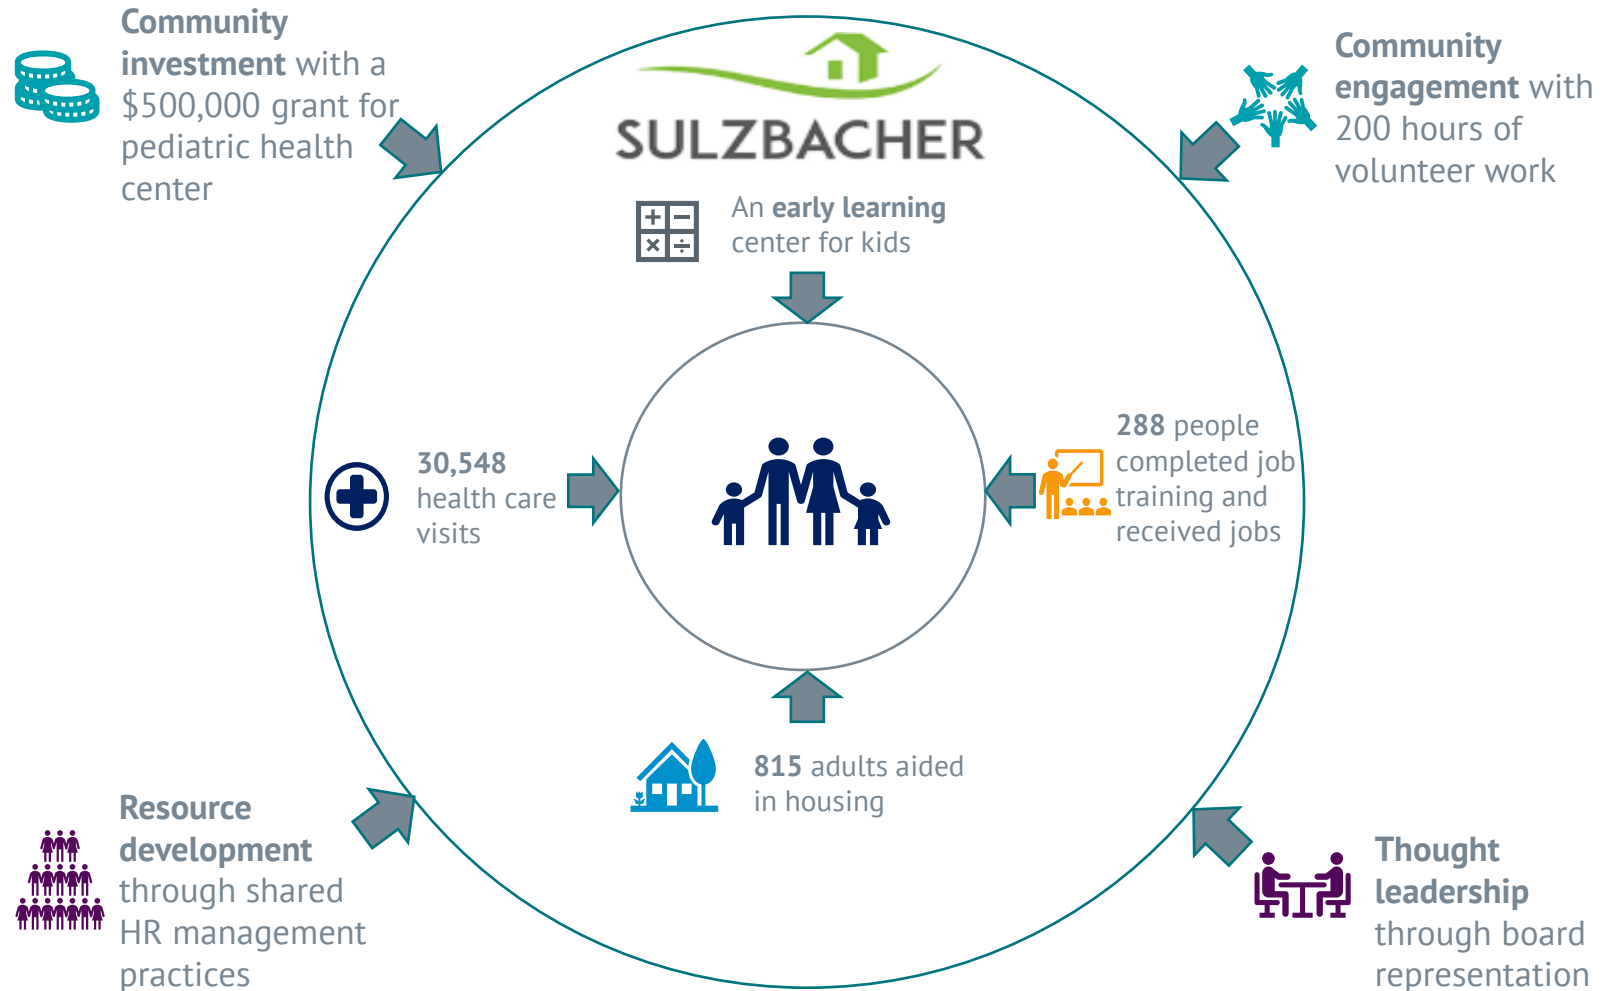 Community
investment with a
$500,000 grant for
pediatric health
center
SULZBACHER
Community
engagement with
200 hours of
volunteer work
An early learning
center for kids
30,548
health care
visits
288 people
completed job
training and
received jobs
815 adults aided
in housing
Resource
development
through shared
HR management
practices
Thought
leadership
through board
representation